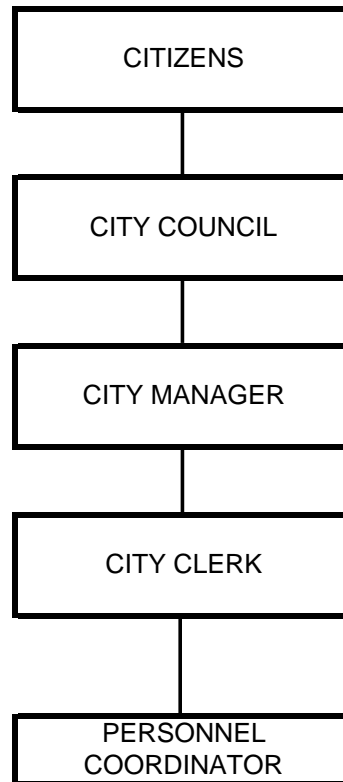 CITIZENS
CITY COUNCIL
CITY MANAGER
CITY CLERK
PERSONNEL
COORDINATOR